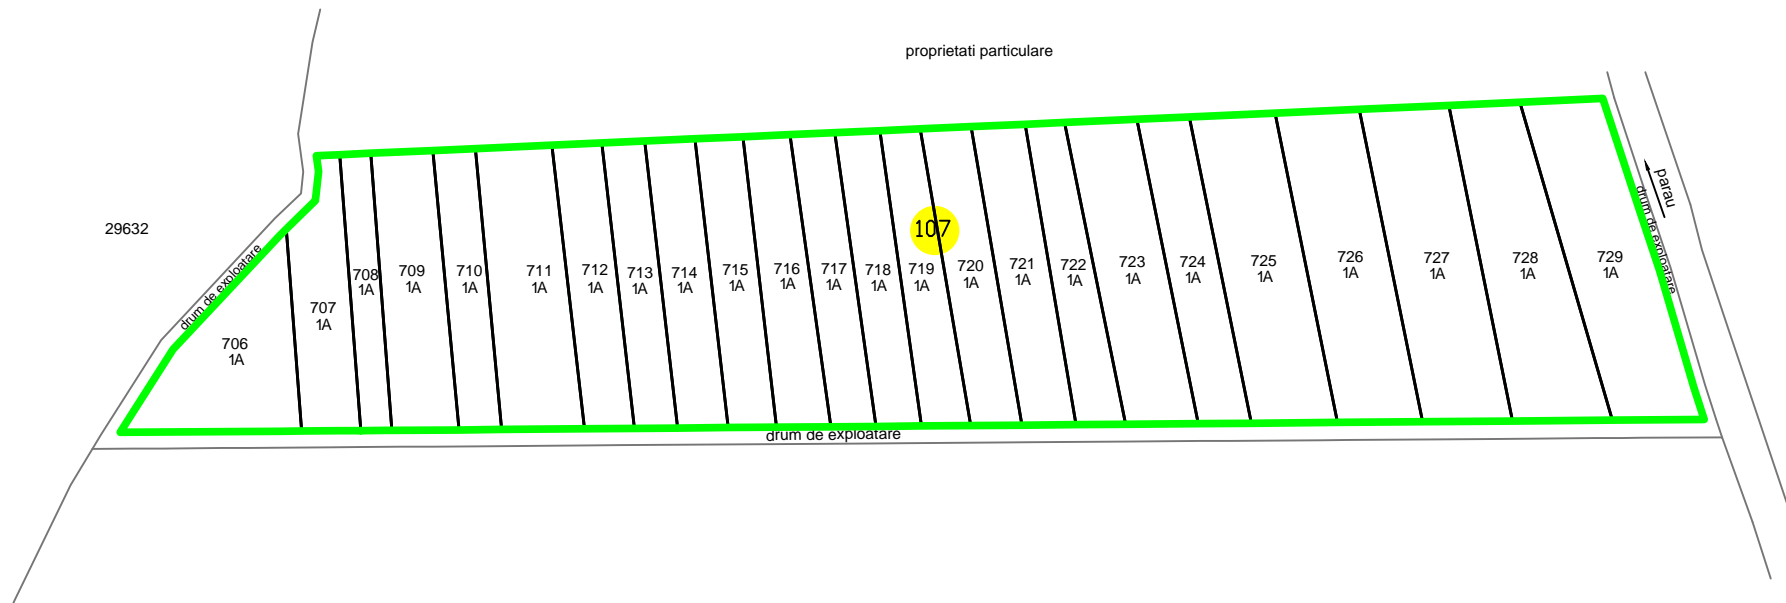 proprietati particulare
29632
drum de exploatare
706
1A
707
1A
708
1A
709
1A
710
1A
711
1A
712
1A
713
1A
714
1A
715
1A
716
1A
717
1A
718
1A
107
719
1A
720
1A
721
1A
722
1A
723
1A
724
1A
725
1A
726
1A
727
1A
728
1A
729
1A
drum de exploatare
parau
drum de exploatare